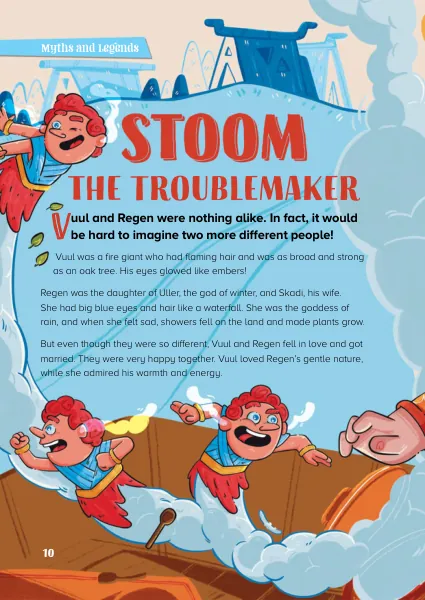 Myths and Legends
STOOM
THE TROUBLEMAKER
Vuul and Regen were nothing alike. In fact, it would
be hard to imagine two more different people!
Vuul was a fire giant who had flaming hair and was as broad and strong
as an oak tree. His eyes glowed like embers!
Regen was the daughter of Uller, the god of winter, and Skadi, his wife.
She had big blue eyes and hair like a waterfall. She was the goddess of
rain, and when she felt sad, showers fell on the land and made plants grow.
But even though they were so different, Vuul and Regen fell in love and got
married. They were very happy together. Vuul loved Regen's gentle nature,
while she admired his warmth and energy.
10